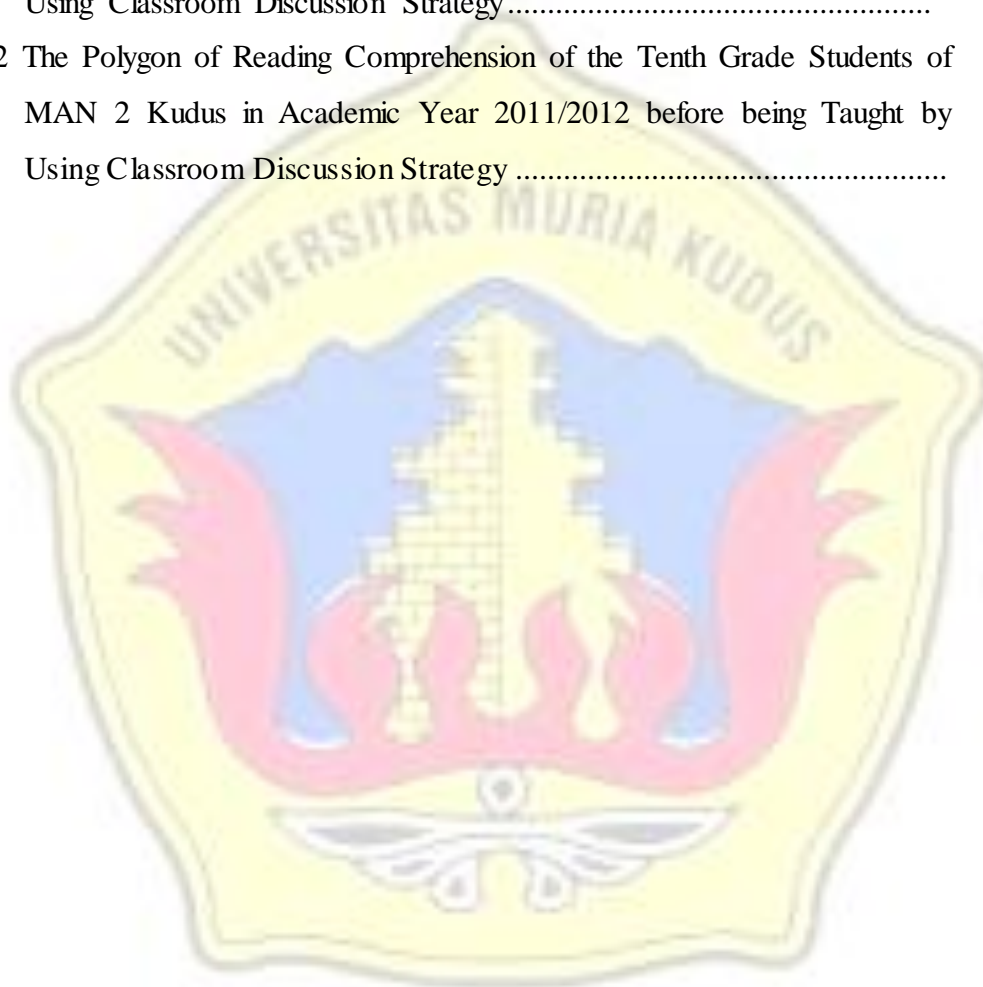 Using Classroom Discussion Strategy....................................................
2 The Polygon of Reading Comprehension of the Tenth Grade Students of
MAN 2 Kudus in Academic Year 2011/2012 before being Taught by
Using Classroom Discussion Strategy ....................................................
UNIVERSITAS MURIA KUDUS